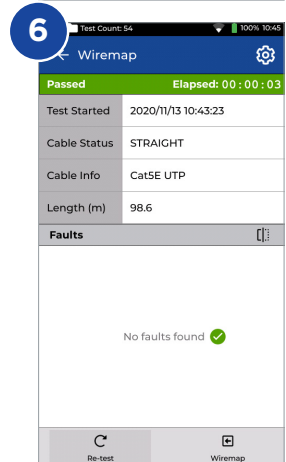 6
Test Count: 54 100% 10:45
← Wiremap
Passed Elapsed: 00:00:03
Test Started 2020/11/13 10:43:23
Cable Status STRAIGHT
Cable Info Cat5E UTP
Length (m) 98.6
Faults
No faults found
Re-test Wiremap